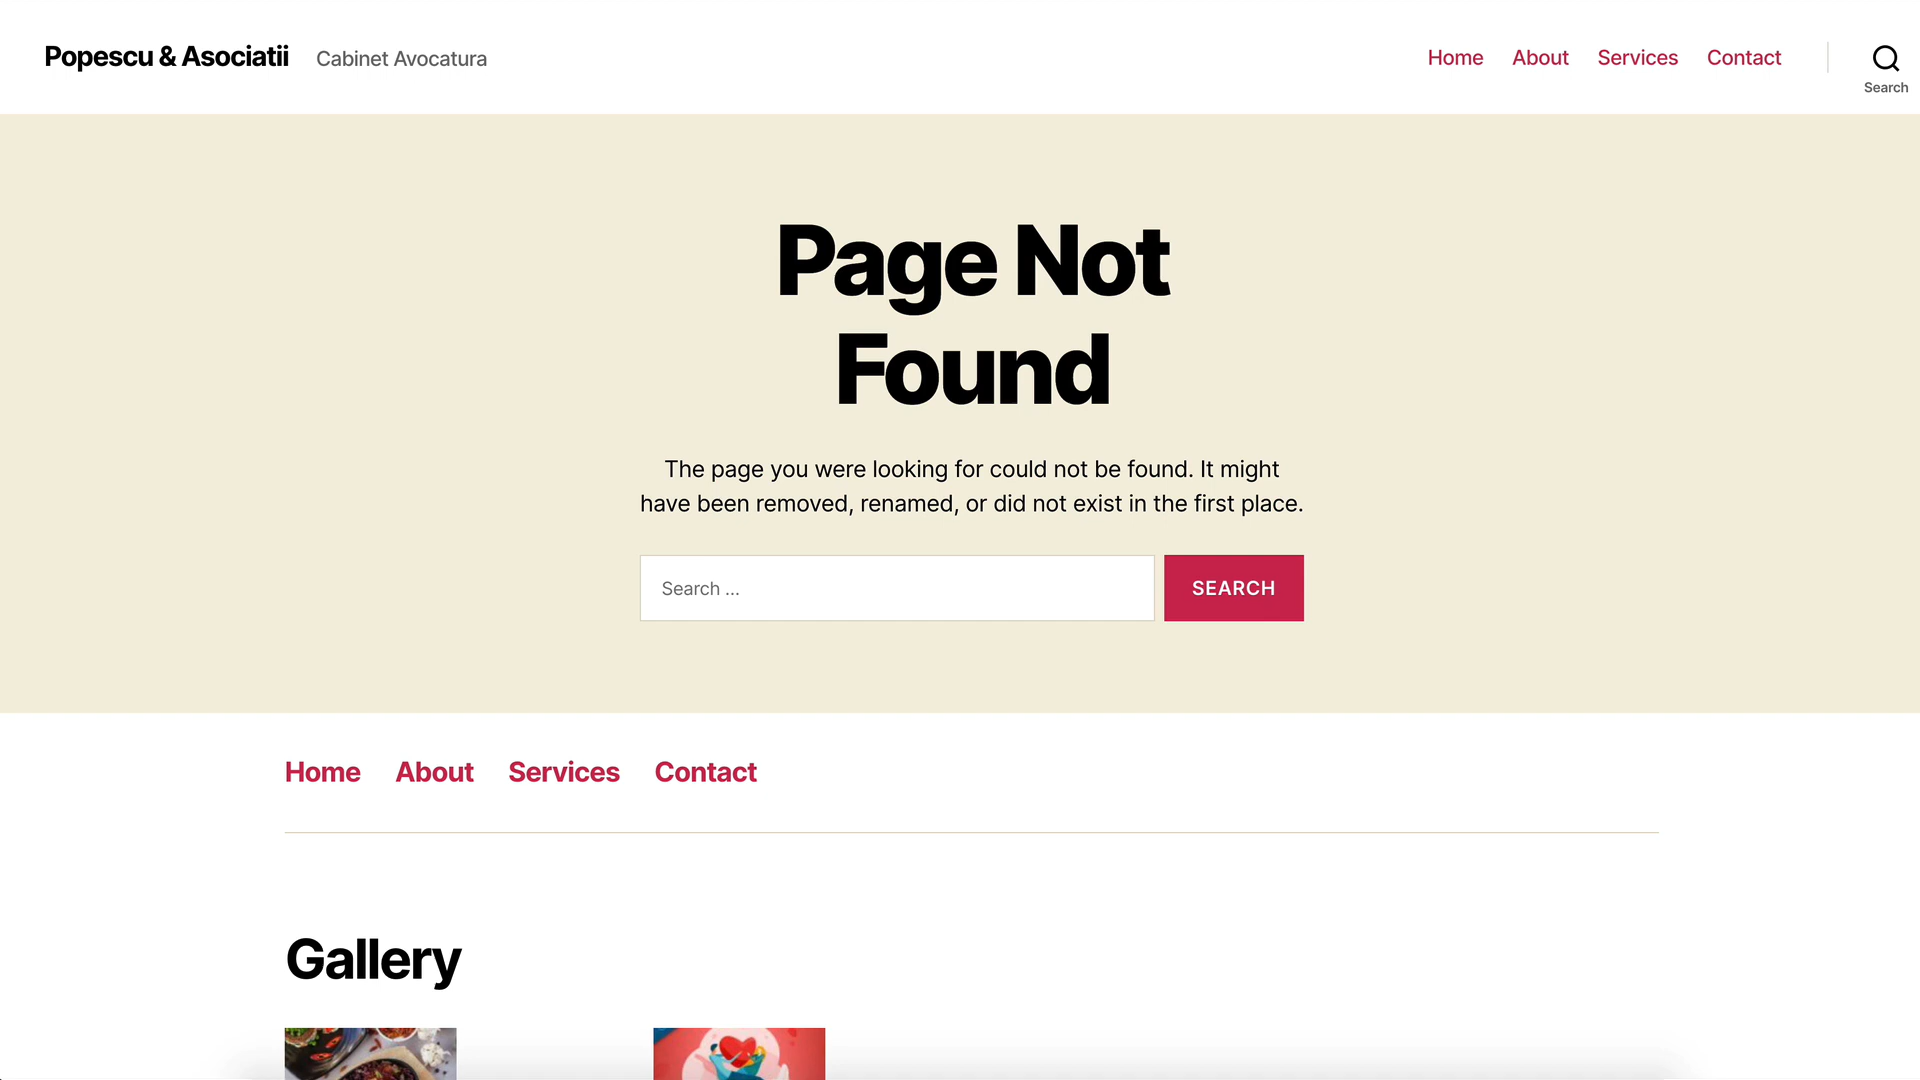 Popescu & Asociatii
Cabinet Avocatura
Home About Services Contact
Search
Page Not
Found
The page you were looking for could not be found. It might
have been removed, renamed, or did not exist in the first place.
Search …
SEARCH
Home About Services Contact
Gallery